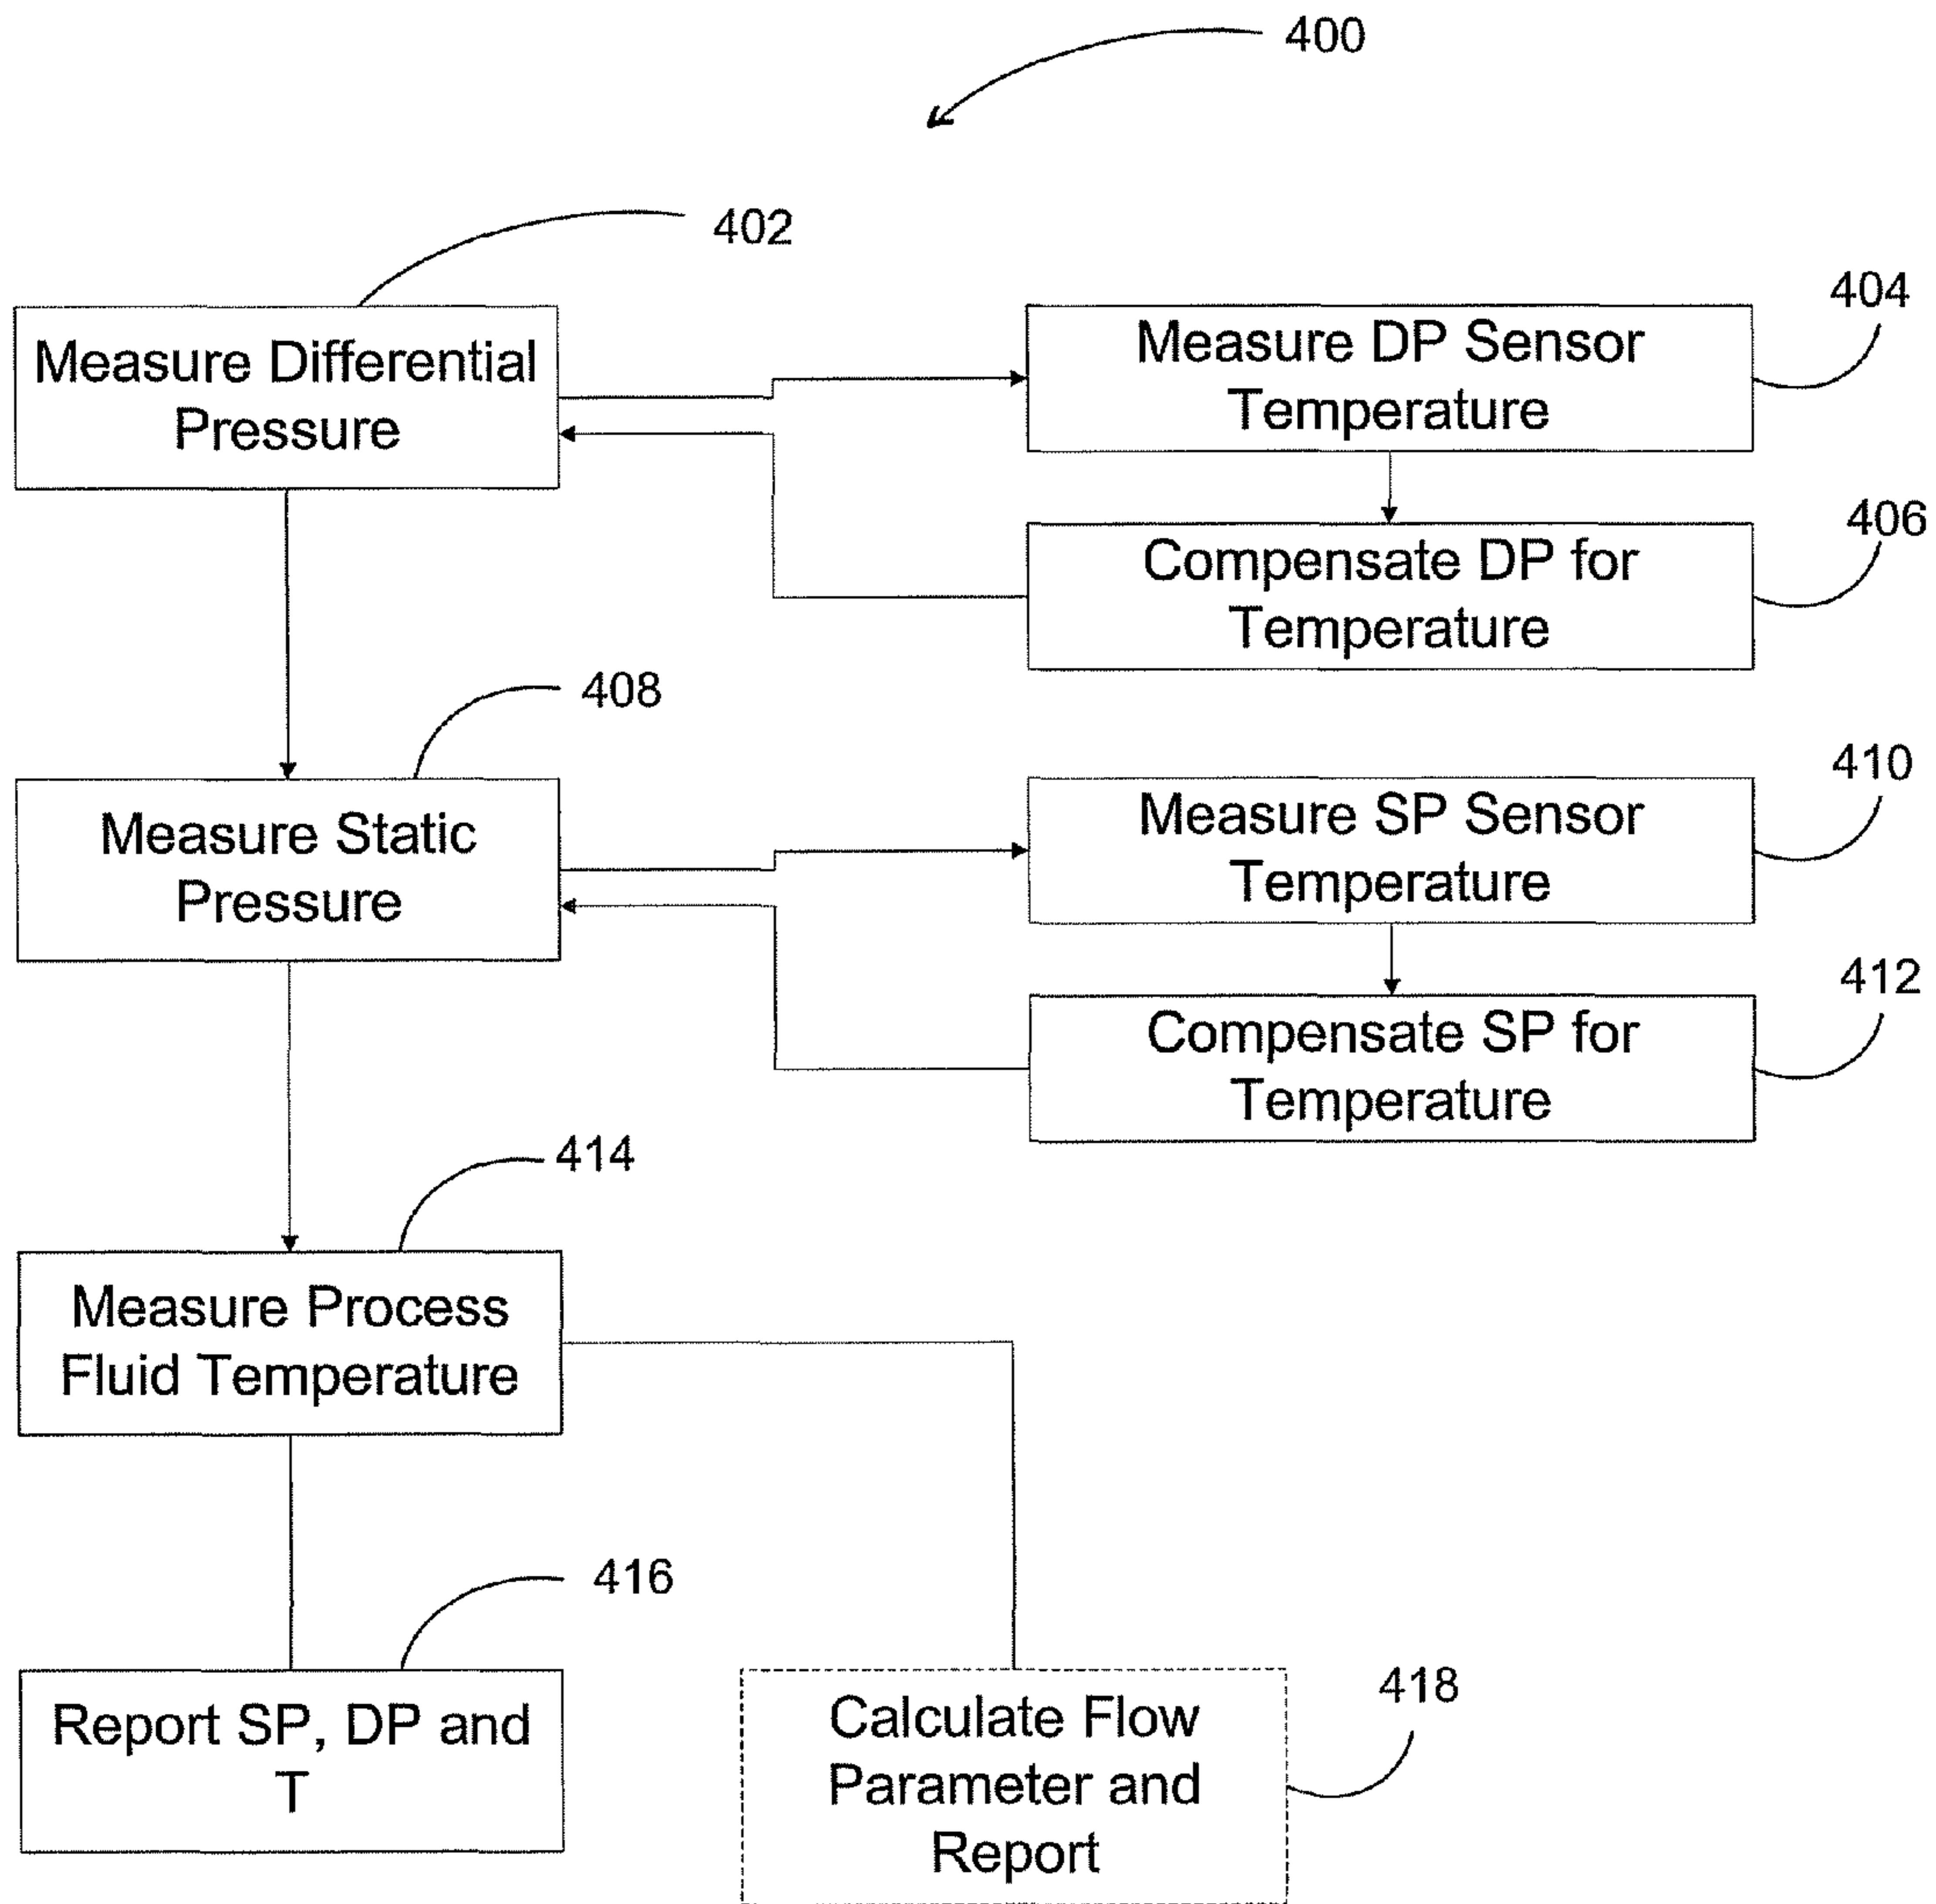 400
402
Measure Differential
Pressure
404
Measure DP Sensor
Temperature
406
Compensate DP for
Temperature
408
Measure Static
Pressure
410
Measure SP Sensor
Temperature
412
Compensate SP for
Temperature
414
Measure Process
Fluid Temperature
416
Report SP, DP and
T
418
Calculate Flow
Parameter and
Report